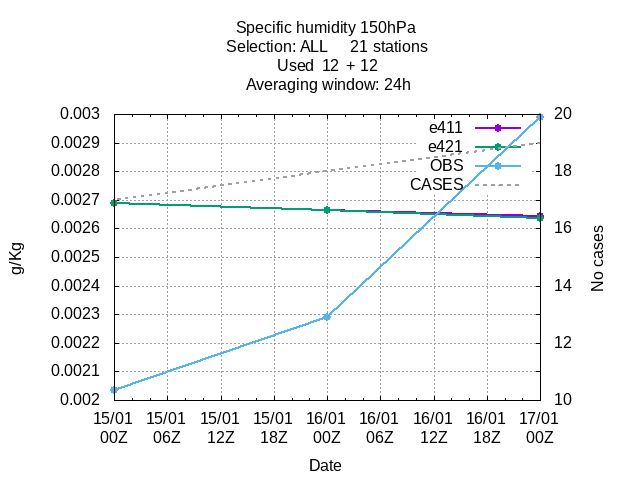 Specific humidity 150hPa
Selection: ALL     21 stations
Used  12  + 12
Averaging window: 24h
0.003
0.0029
0.0028
0.0027
0.0026
0.0025
0.0024
0.0023
0.0022
0.0021
0.002
g/Kg
e411
e421
OBS
CASES
20
18
16
14
12
10
No cases
15/01 15/01 15/01 15/01 16/01 16/01 16/01 16/01 17/01
00Z 06Z 12Z 18Z 00Z 06Z 12Z 18Z 00Z
Date